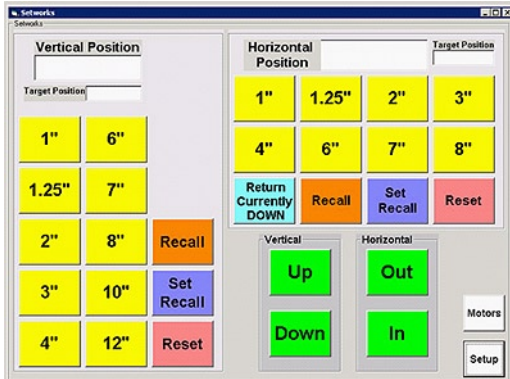 Setworks
Setworks
Vertical Position
Target Position
1" 6"
1.25" 7"
2" 8" Recall
3" 10" Set
Recall
4" 12" Reset
Horizontal
Position
Target Position
1" 1.25" 2" 3"
4" 6" 7" 8"
Return
Currently
DOWN
Recall
Set
Recall
Reset
Vertical
Up
Down
Horizontal
Out
In
Motors
Setup